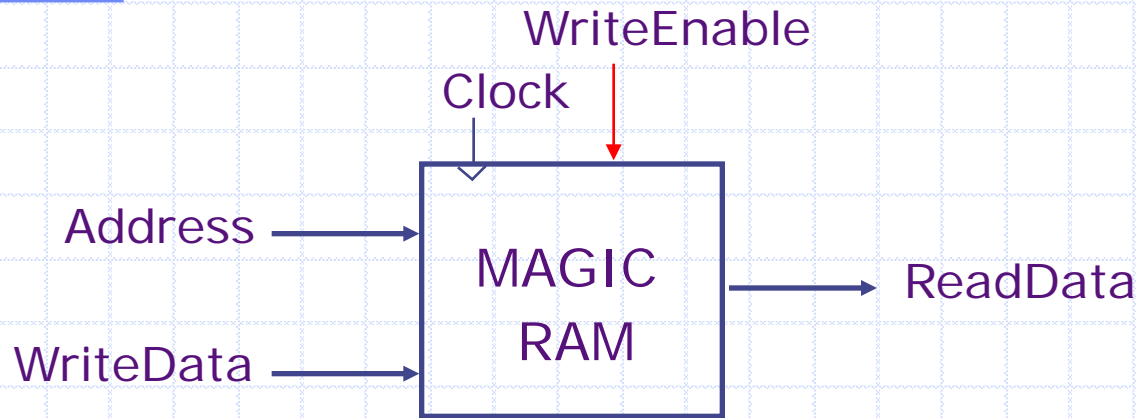 WriteEnable
Clock
Address
MAGIC
RAM
ReadData
WriteData